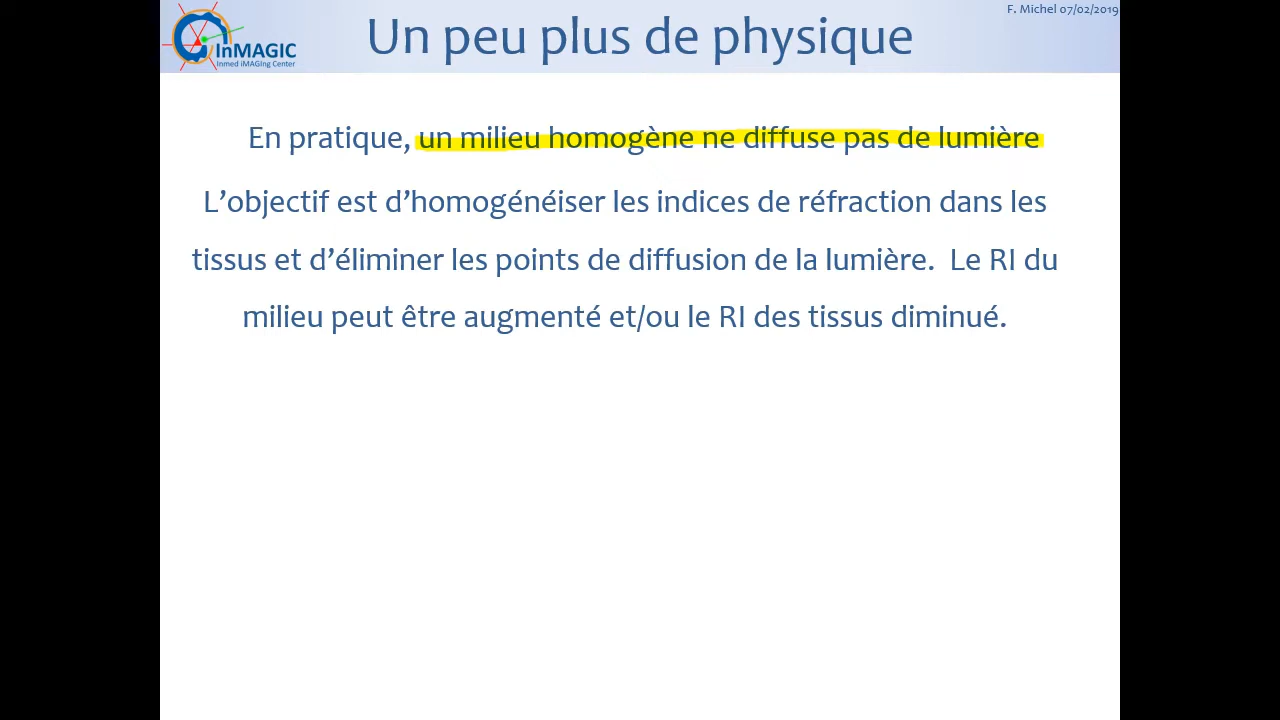 F. Michel 07/02/2019
InMAGIC
Inmed iMAGIng Center
Un peu plus de physique
En pratique, un milieu homogène ne diffuse pas de lumière
L’objectif est d’homogénéiser les indices de réfraction dans les
tissus et d’éliminer les points de diffusion de la lumière. Le RI du
milieu peut être augmenté et/ou le RI des tissus diminué.